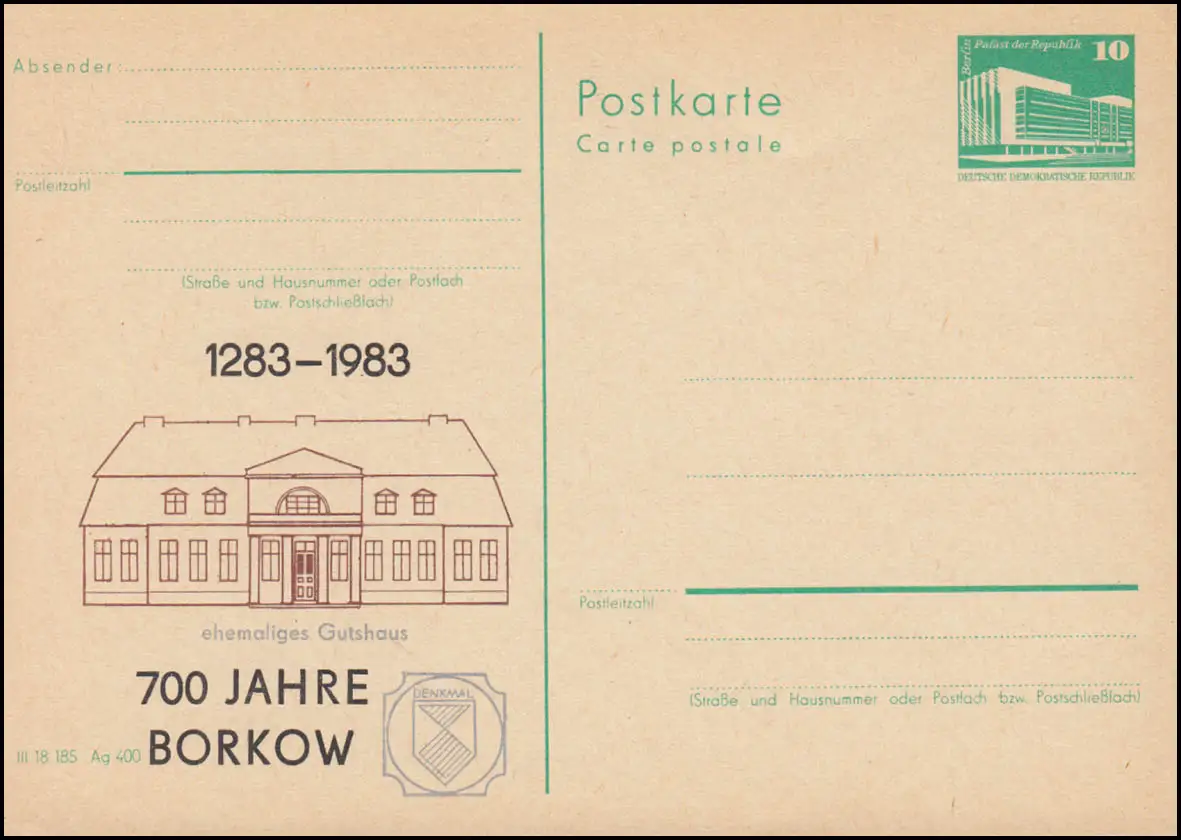 Absender:
Postleitzahl
(Straße und Hausnummer oder Postfach
bzw. Postschließfach)
1283–1983
ehemaliges Gutshaus
700 JAHRE
BORKOW
DENKMAL
III 18 185 Ag 400
Postkarte
Carte postale
Berlin
Palast der Republik
10
DEUTSCHE DEMOKRATISCHE REPUBLIK
Postleitzahl
(Straße und Hausnummer oder Postfach bzw. Postschließfach)